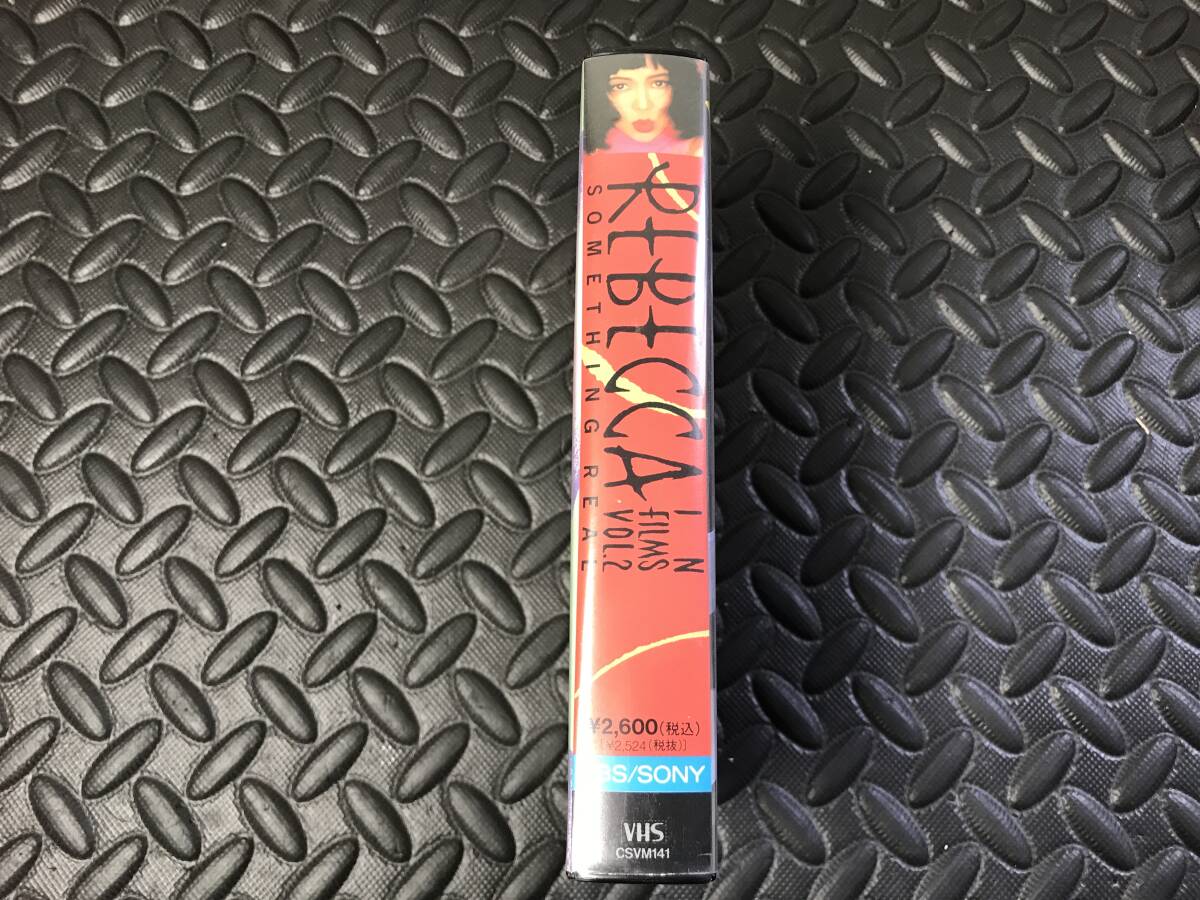 REBECCA
IN
fILMS
VOL.2
SOMETHING REAL
¥2,600(税込)
[¥2,524(税抜)]
BS/SONY
VHS
CSVM141